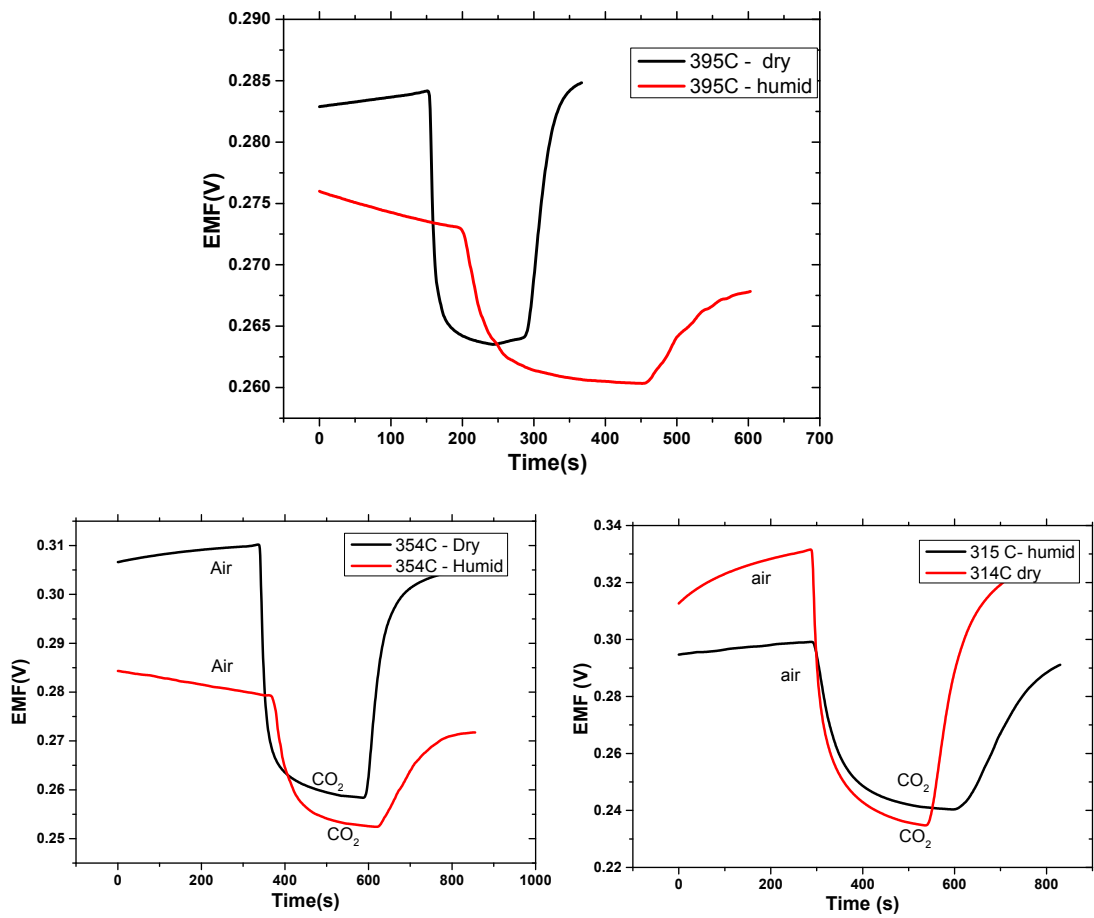 0.290
0.285
0.280
0.275
0.270
0.265
0.260
EMF(V)
395C -  dry
395C - humid
0 100 200 300 400 500 600 700
Time(s)
0.31
0.30
0.29
0.28
0.27
0.26
0.25
EMF(V)
354C - Dry
354C - Humid
Air
Air
CO₂
CO₂
0 200 400 600 800 1000
Time(s)
0.34
0.32
0.30
0.28
0.26
0.24
0.22
EMF (V)
315 C- humid
314C dry
air
air
CO₂
CO₂
0 200 400 600 800
Time (s)